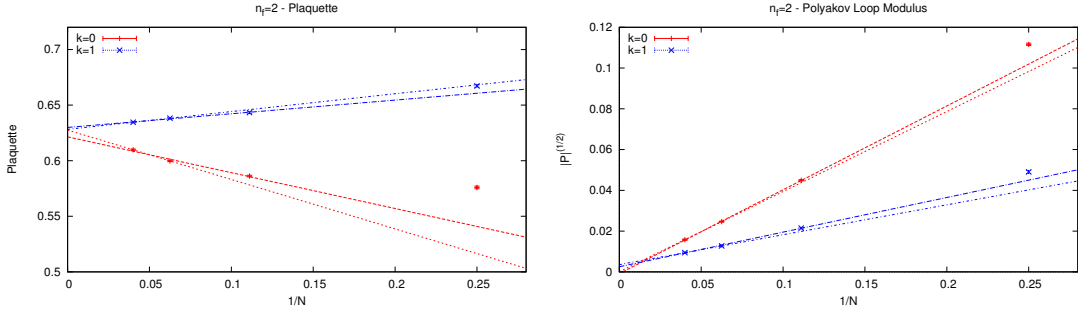 n_f=2 - Plaquette
k=0
k=1
0.7
0.65
0.6
0.55
0.5
Plaquette
0
0.05
0.1
0.15
0.2
0.25
1/N
n_f=2 - Polyakov Loop Modulus
k=0
k=1
0.12
0.1
0.08
0.06
0.04
0.02
0
|P|^(1/2)
0
0.05
0.1
0.15
0.2
0.25
1/N